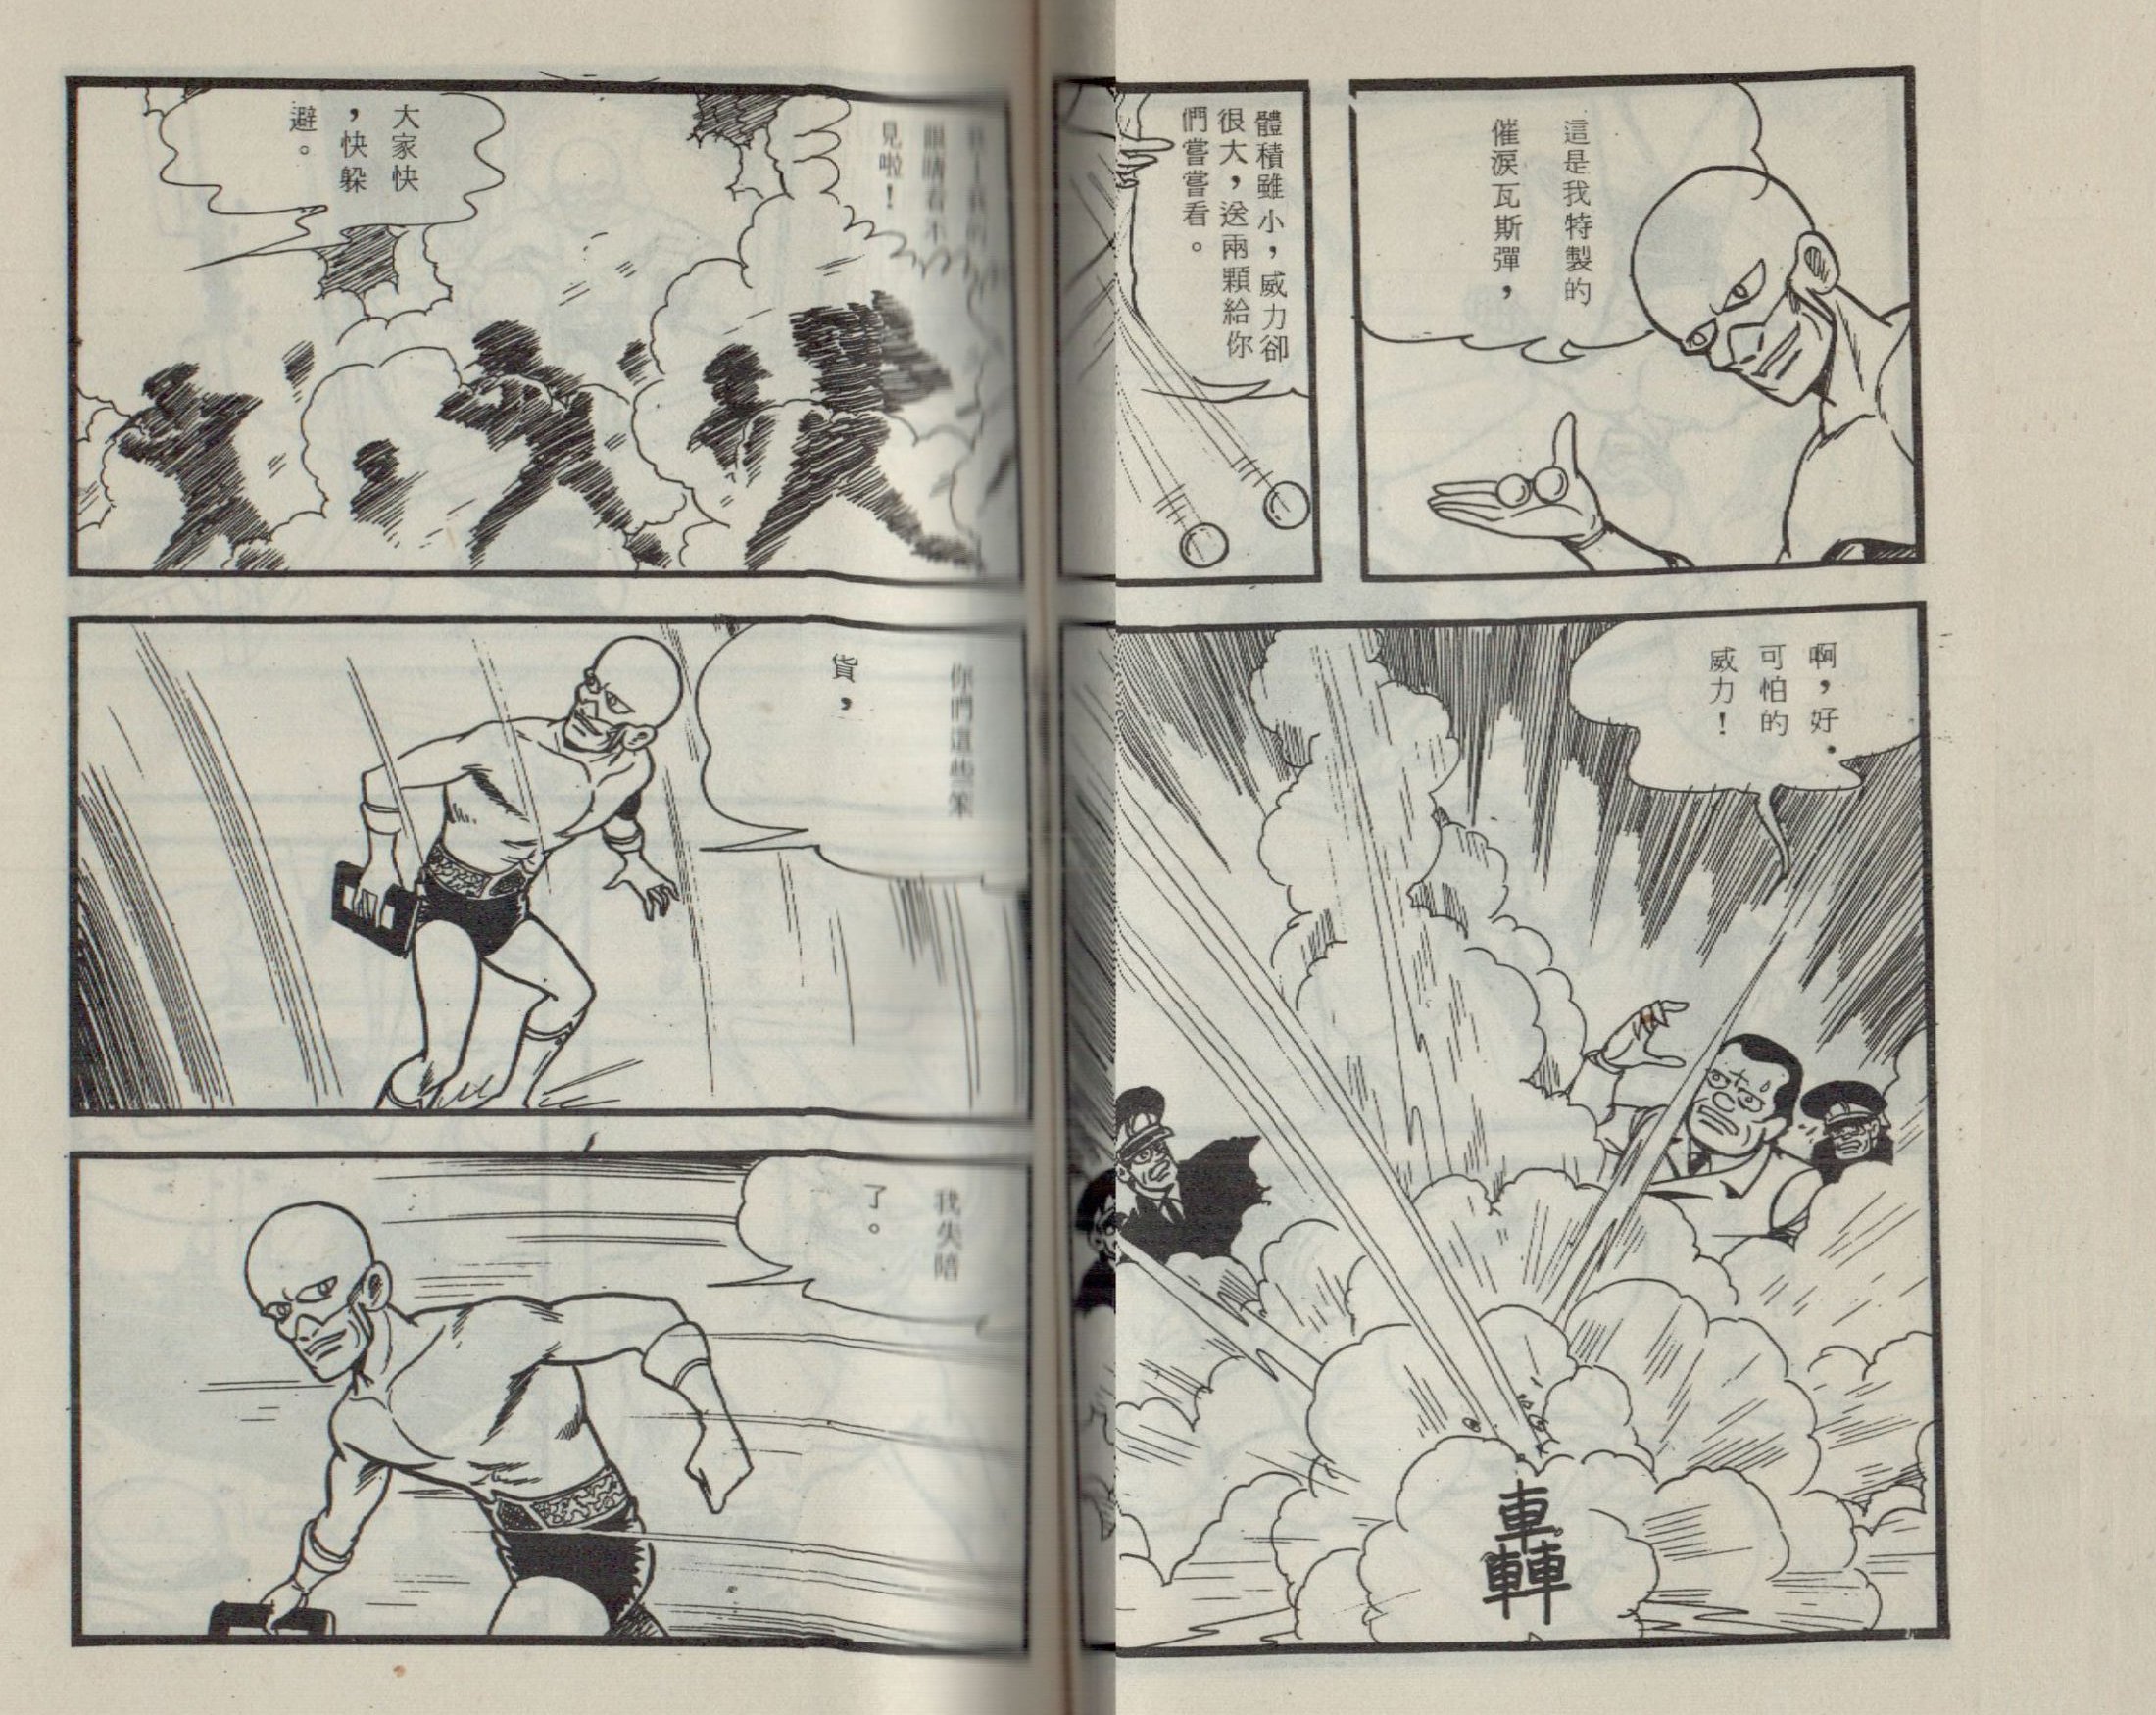 這是我特製的
催淚瓦斯彈，
體積雖小，威力卻
很大，送兩顆給你
們嘗嘗看。
啊，好．
可怕的
威力！
轟
眼睛看不
見啦！
大家快
，快躲
避。
你們這些笨
貨，
我失陪
了。